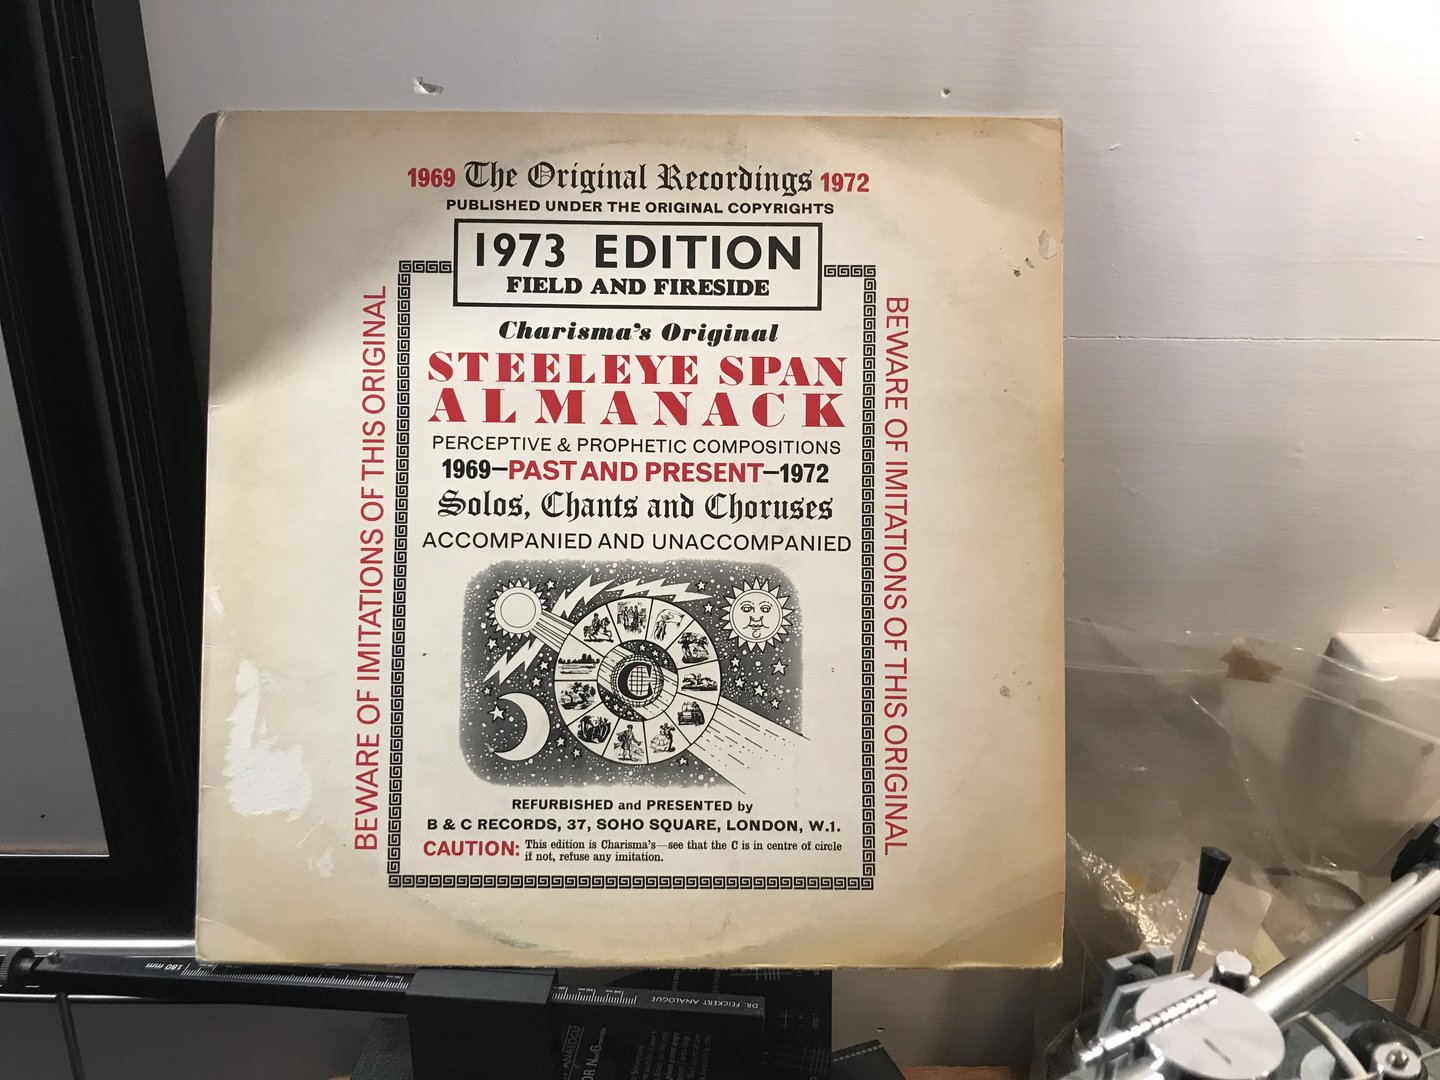 1969 The Original Recordings 1972
PUBLISHED UNDER THE ORIGINAL COPYRIGHTS
1973 EDITION
FIELD AND FIRESIDE
Charisma's Original
STEELEYE SPAN
ALMANACK
PERCEPTIVE & PROPHETIC COMPOSITIONS
1969—PAST AND PRESENT—1972
Solos, Chants and Choruses
ACCOMPANIED AND UNACCOMPANIED
C
REFURBISHED and PRESENTED by
B & C RECORDS, 37, SOHO SQUARE, LONDON, W.1.
CAUTION: This edition is Charisma's—see that the C is in centre of circle
if not, refuse any imitation.
BEWARE OF IMITATIONS OF THIS ORIGINAL
BEWARE OF IMITATIONS OF THIS ORIGINAL
180 mm
DR. FEICKERT ANALOGUE